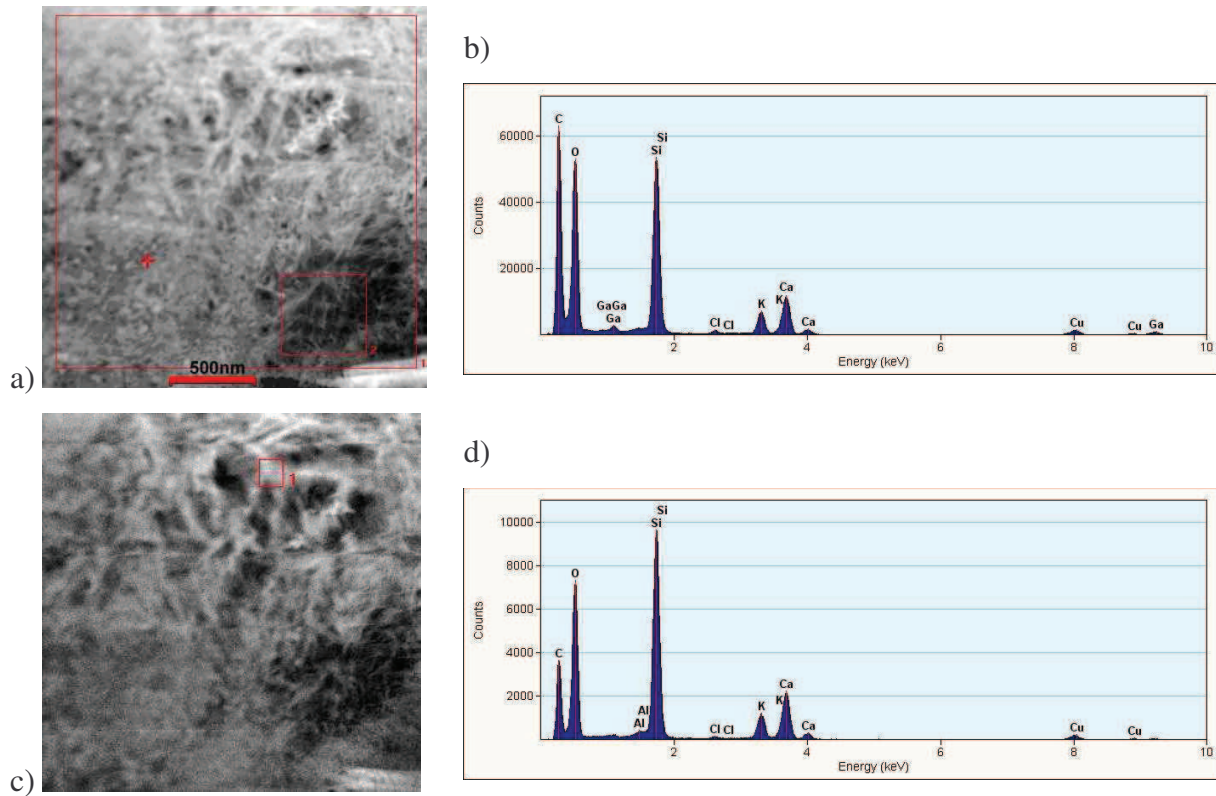 a)
500nm
2
1
b)
60000
40000
20000
Counts
C
O
Si
Si
GaGa
Ga
Cl
Cl
K
K
Ca
Ca
Cu
Cu
Ga
2
4
6
8
10
Energy (keV)
c)
1
d)
10000
8000
6000
4000
2000
Counts
C
O
Al
Al
Si
Si
Cl
Cl
K
K
Ca
Ca
Cu
Cu
2
4
6
8
10
Energy (keV)